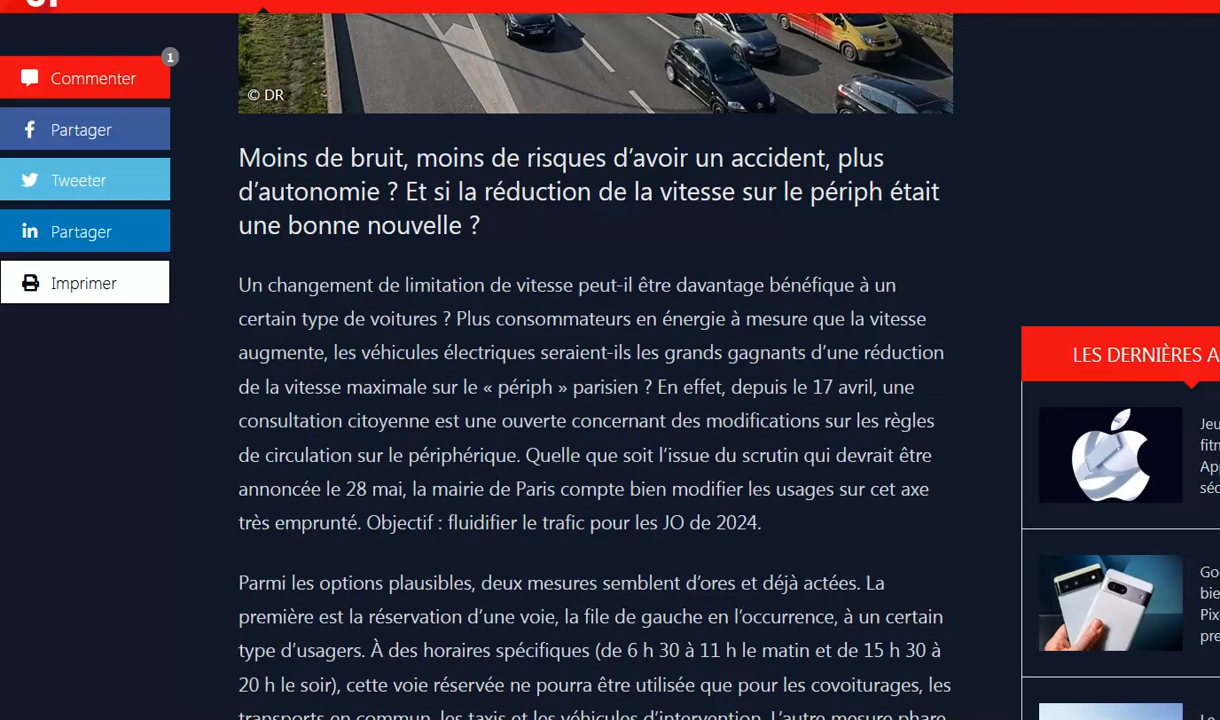 1
Commenter
Partager
Tweeter
Partager
Imprimer
© DR
Moins de bruit, moins de risques d’avoir un accident, plus
d’autonomie ? Et si la réduction de la vitesse sur le périph était
une bonne nouvelle ?
Un changement de limitation de vitesse peut-il être davantage bénéfique à un
certain type de voitures ? Plus consommateurs en énergie à mesure que la vitesse
augmente, les véhicules électriques seraient-ils les grands gagnants d’une réduction
de la vitesse maximale sur le « périph » parisien ? En effet, depuis le 17 avril, une
consultation citoyenne est une ouverte concernant des modifications sur les règles
de circulation sur le périphérique. Quelle que soit l’issue du scrutin qui devrait être
annoncée le 28 mai, la mairie de Paris compte bien modifier les usages sur cet axe
très emprunté. Objectif : fluidifier le trafic pour les JO de 2024.
Parmi les options plausibles, deux mesures semblent d’ores et déjà actées. La
première est la réservation d’une voie, la file de gauche en l’occurrence, à un certain
type d’usagers. À des horaires spécifiques (de 6 h 30 à 11 h le matin et de 15 h 30 à
20 h le soir), cette voie réservée ne pourra être utilisée que pour les covoiturages, les
transports en commun, les taxis et les véhicules d’intervention. L’autre mesure phare
LES DERNIÈRES A
Jeu
fitn
App
séc
Go
bie
Pix
pre